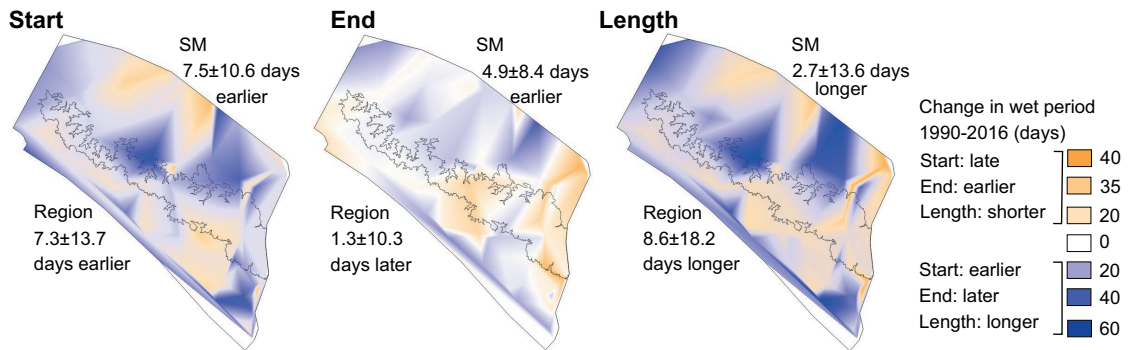 Start
SM
7.5±10.6 days
earlier
Region
7.3±13.7
days earlier
End
SM
4.9±8.4 days
earlier
Region
1.3±10.3
days later
Length
SM
2.7±13.6 days
longer
Region
8.6±18.2
days longer
Change in wet period
1990-2016 (days)
Start: late
End: earlier
Length: shorter
40
35
20
0
Start: earlier
End: later
Length: longer
20
40
60